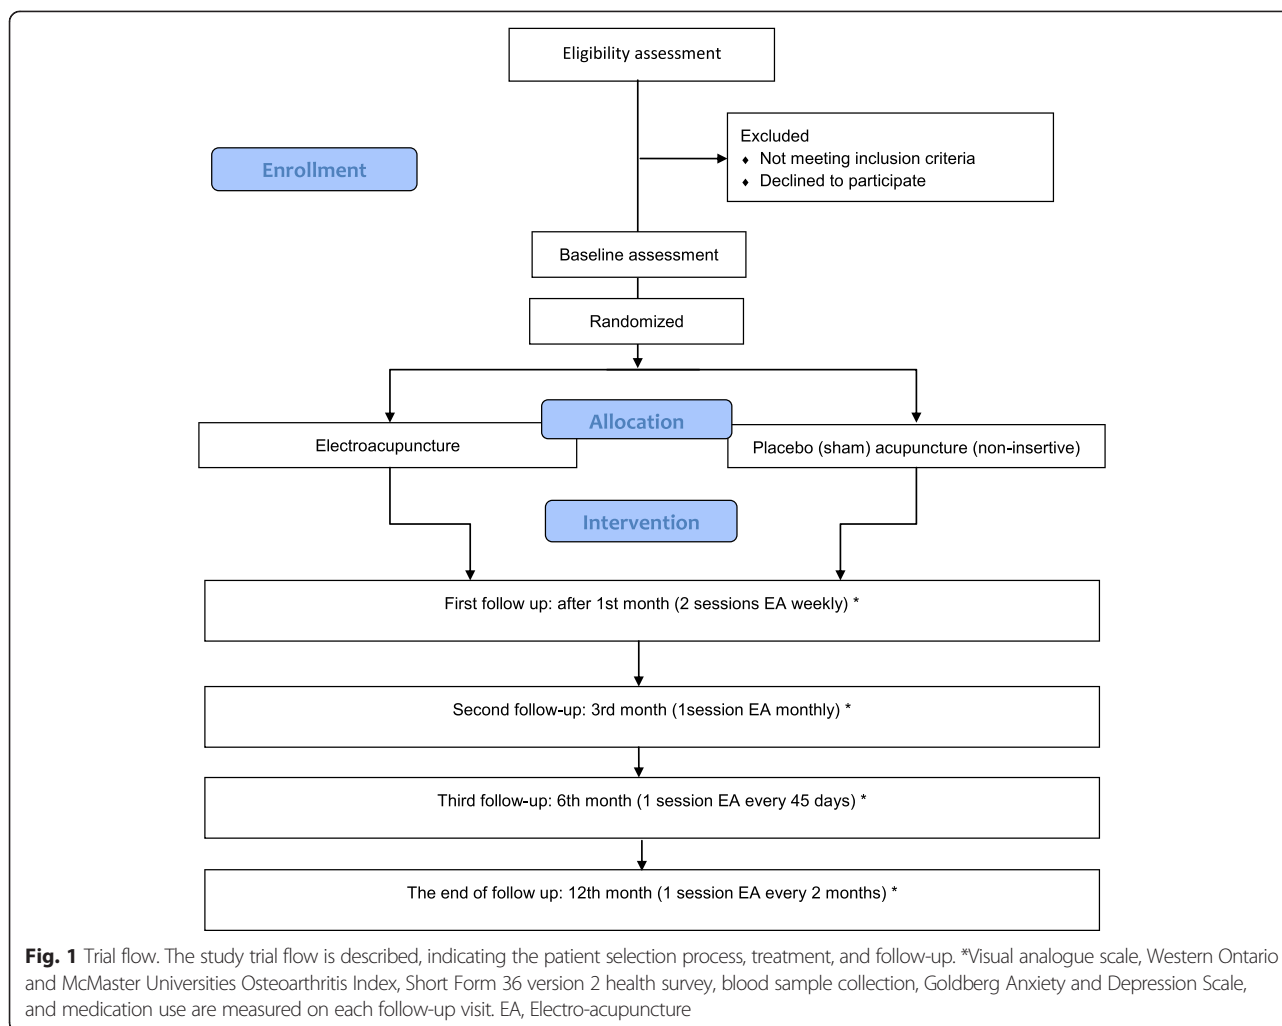 Eligibility assessment
Excluded
♦ Not meeting inclusion criteria
♦ Declined to participate
Enrollment
Baseline assessment
Randomized
Allocation
Electroacupuncture
Placebo (sham) acupuncture (non-insertive)
Intervention
First follow up: after 1st month (2 sessions EA weekly) *
Second follow-up: 3rd month (1session EA monthly) *
Third follow-up: 6th month (1 session EA every 45 days) *
The end of follow up: 12th month (1 session EA every 2 months) *
Fig. 1 Trial flow. The study trial flow is described, indicating the patient selection process, treatment, and follow-up. *Visual analogue scale, Western Ontario
and McMaster Universities Osteoarthritis Index, Short Form 36 version 2 health survey, blood sample collection, Goldberg Anxiety and Depression Scale,
and medication use are measured on each follow-up visit. EA, Electro-acupuncture